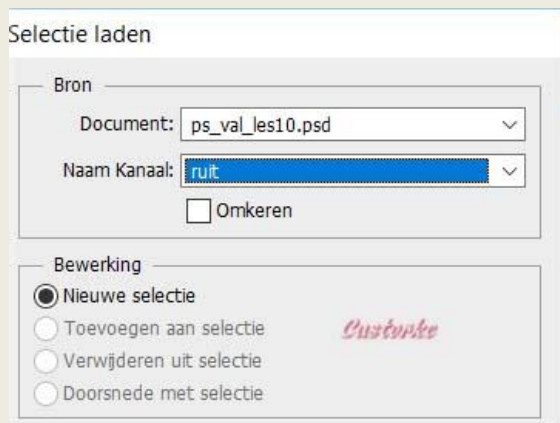 Selectie laden
Bron
Document: ps_val_les10.psd
Naam Kanaal: ruit
Omkeren
Bewerking
Nieuwe selectie
Toevoegen aan selectie
Verwijderen uit selectie
Doorsnede met selectie